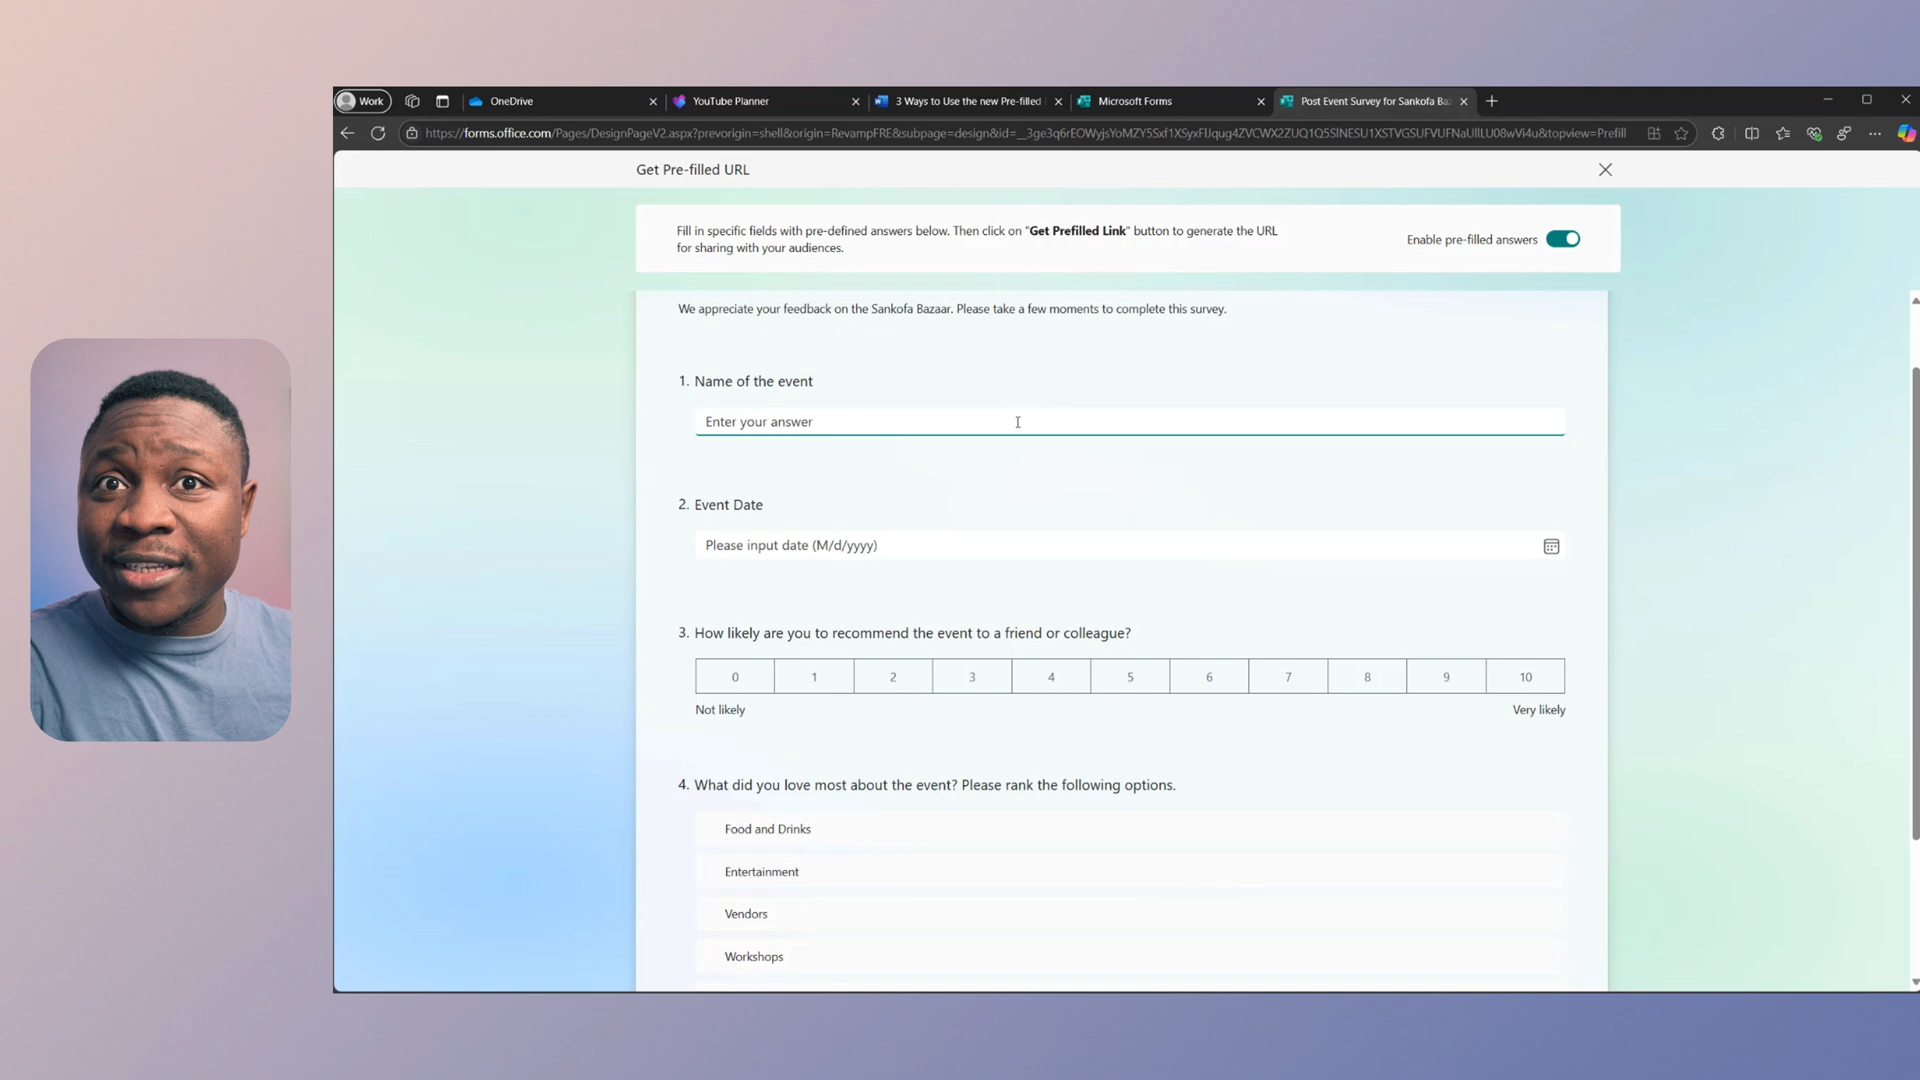 Work
OneDrive
YouTube Planner
3 Ways to Use the new Pre-filled
Microsoft Forms
Post Event Survey for Sankofa Ba
Get Pre-filled URL
Fill in specific fields with pre-defined answers below. Then click on "Get Prefilled Link" button to generate the URL
for sharing with your audiences.
Enable pre-filled answers
We appreciate your feedback on the Sankofa Bazaar. Please take a few moments to complete this survey.
1. Name of the event
Enter your answer
2. Event Date
Please input date (M/d/yyyy)
3. How likely are you to recommend the event to a friend or colleague?
0 1 2 3 4 5 6 7 8 9 10
Not likely Very likely
4. What did you love most about the event? Please rank the following options.
Food and Drinks
Entertainment
Vendors
Workshops